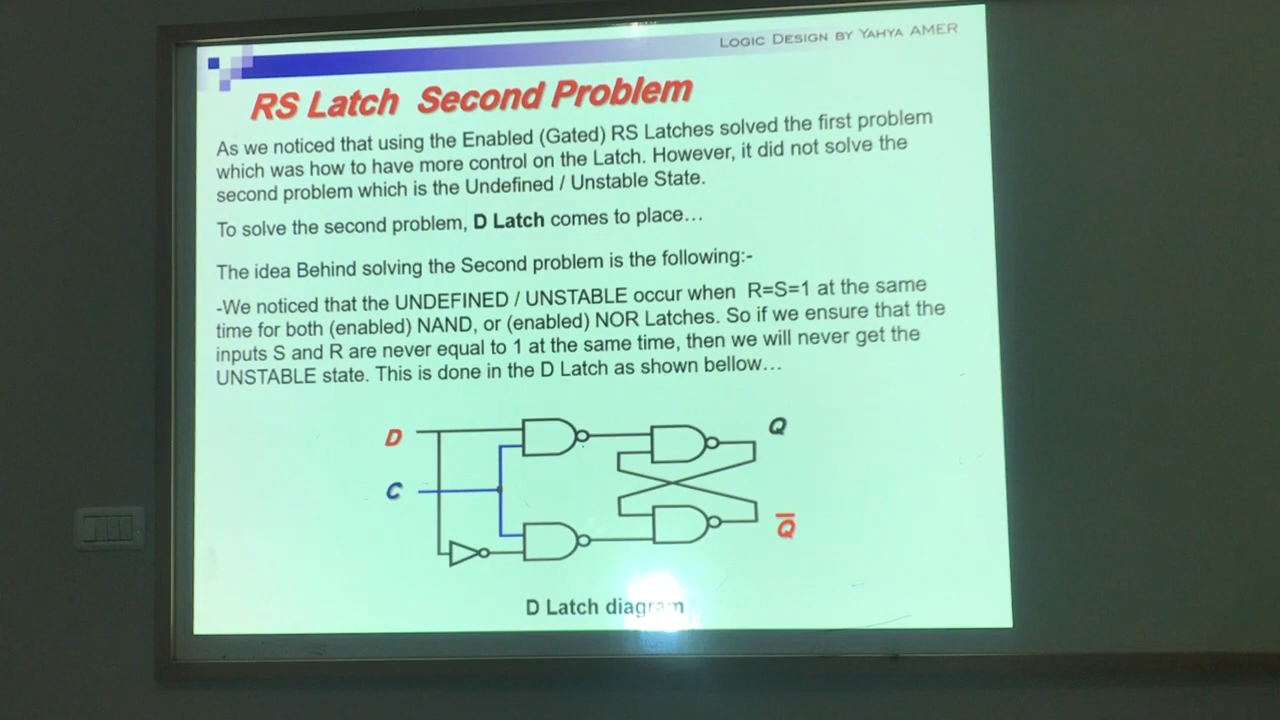 LOGIC DESIGN BY YAHYA AMER
RS Latch Second Problem
As we noticed that using the Enabled (Gated) RS Latches solved the first problem
which was how to have more control on the Latch. However, it did not solve the
second problem which is the Undefined / Unstable State.
To solve the second problem, D Latch comes to place...
The idea Behind solving the Second problem is the following:-
-We noticed that the UNDEFINED / UNSTABLE occur when R=S=1 at the same
time for both (enabled) NAND, or (enabled) NOR Latches. So if we ensure that the
inputs S and R are never equal to 1 at the same time, then we will never get the
UNSTABLE state. This is done in the D Latch as shown bellow...
D
Q
C
Q̅
D Latch diagram